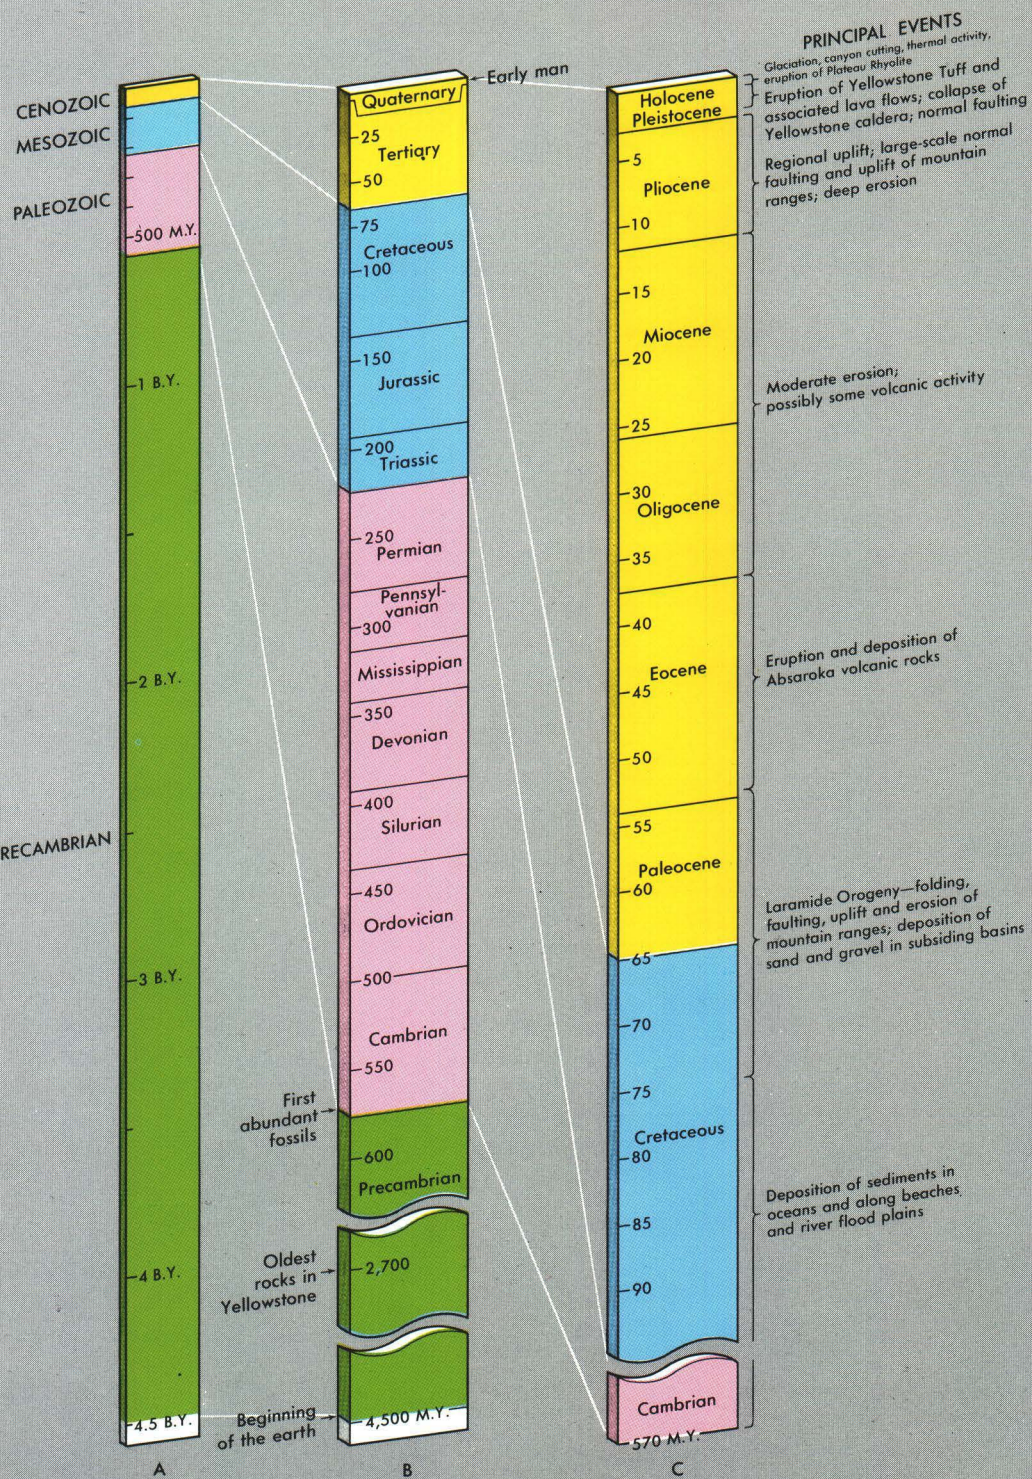 CENOZOIC
MESOZOIC
PALEOZOIC
500 M.Y.
1 B.Y.
2 B.Y.
RECAMBRIAN
3 B.Y.
4 B.Y.
4.5 B.Y.
A
Early man
Quaternary
25
Tertiary
50
75
Cretaceous
100
150
Jurassic
200
Triassic
250
Permian
Pennsyl-
vanian
300
Mississippian
350
Devonian
400
Silurian
450
Ordovician
500
Cambrian
550
First
abundant
fossils
600
Precambrian
Oldest
rocks in
Yellowstone
2,700
Beginning
of the earth
4,500 M.Y.
B
Holocene
Pleistocene
5
Pliocene
10
15
Miocene
20
25
30
Oligocene
35
40
Eocene
45
50
55
Paleocene
60
65
70
75
Cretaceous
80
85
90
Cambrian
570 M.Y.
C
PRINCIPAL EVENTS
Glaciation, canyon cutting, thermal activity,
eruption of Plateau Rhyolite
Eruption of Yellowstone Tuff and
associated lava flows; collapse of
Yellowstone caldera; normal faulting
Regional uplift; large-scale normal
faulting and uplift of mountain
ranges; deep erosion
Moderate erosion;
possibly some volcanic activity
Eruption and deposition of
Absaroka volcanic rocks
Laramide Orogeny—folding,
faulting, uplift and erosion of
mountain ranges; deposition of
sand and gravel in subsiding basins
Deposition of sediments in
oceans and along beaches
and river flood plains